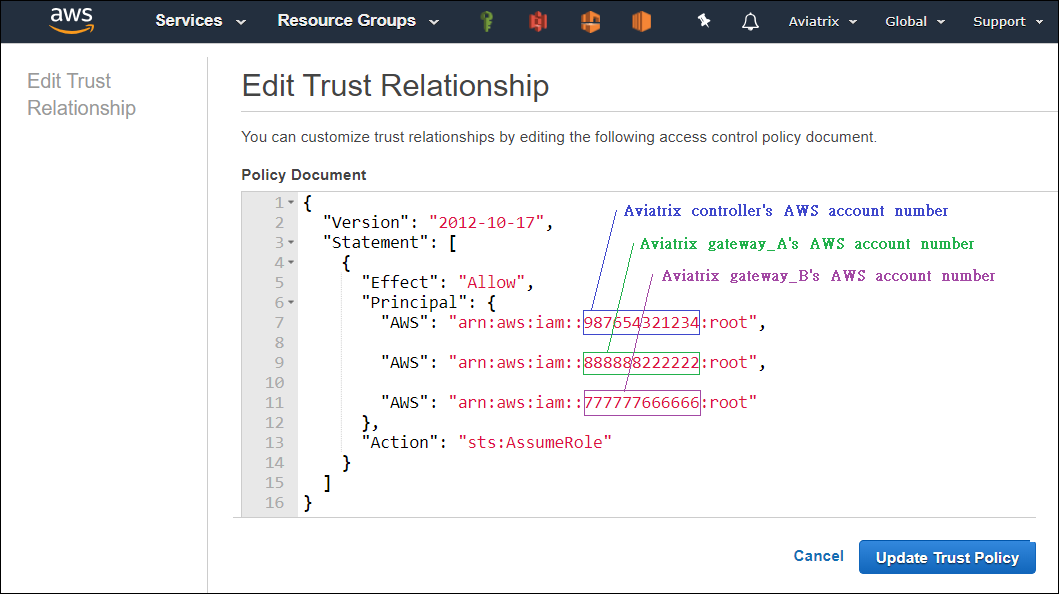 aws
Services
Resource Groups
Aviatrix
Global
Support
Edit Trust
Relationship
Edit Trust Relationship
You can customize trust relationships by editing the following access control policy document.
Policy Document
1 {
2 "Version": "2012-10-17",
3 "Statement": [
4 {
5 "Effect": "Allow",
6 "Principal": {
7 "AWS": "arn:aws:iam::987654321234:root",
8
9 "AWS": "arn:aws:iam::888888222222:root",
10
11 "AWS": "arn:aws:iam::777777666666:root"
12 },
13 "Action": "sts:AssumeRole"
14 }
15 ]
16 }
Aviatrix controller's AWS account number
Aviatrix gateway_A's AWS account number
Aviatrix gateway_B's AWS account number
Cancel
Update Trust Policy